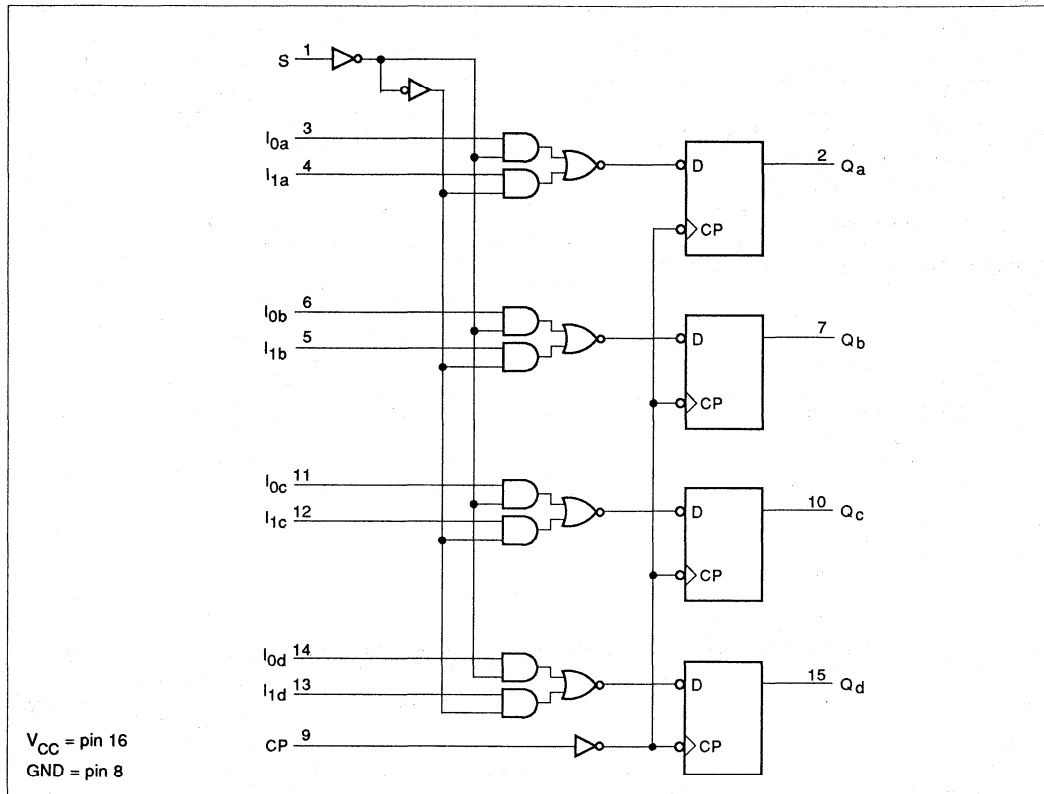 S 1
I0a 3
I1a 4
D
2 Qa
CP
I0b 6
I1b 5
D
7 Qb
CP
I0c 11
I1c 12
D
10 Qc
CP
I0d 14
I1d 13
D
15 Qd
CP 9
CP
VCC = pin 16
GND = pin 8